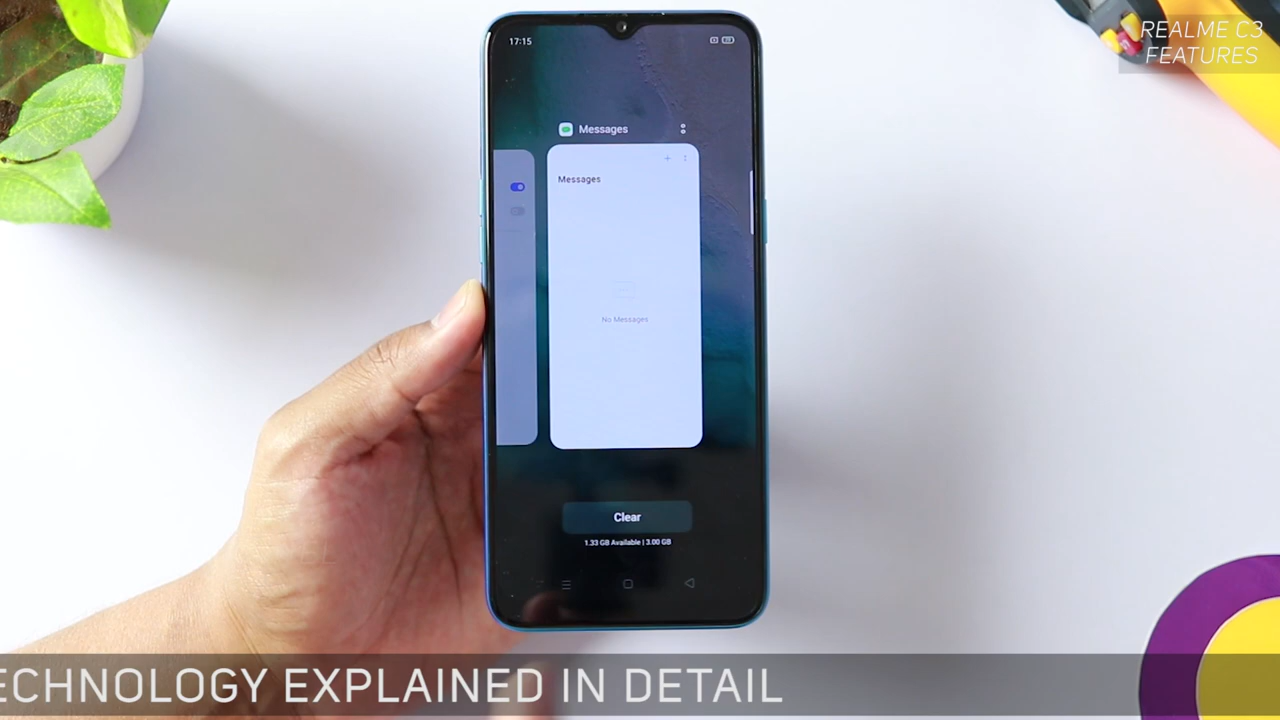 17:15
REALME C3
FEATURES
Messages
Messages
No Messages
Clear
1.33 GB Available | 3.00 GB
ECHNOLOGY EXPLAINED IN DETAIL